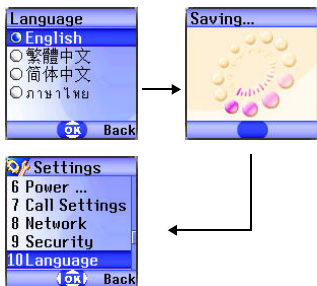 Language
English
繁體中文
简体中文
ภาษาไทย
OK Back
Saving...
Settings
6 Power ...
7 Call Settings
8 Network
9 Security
10 Language
OK Back